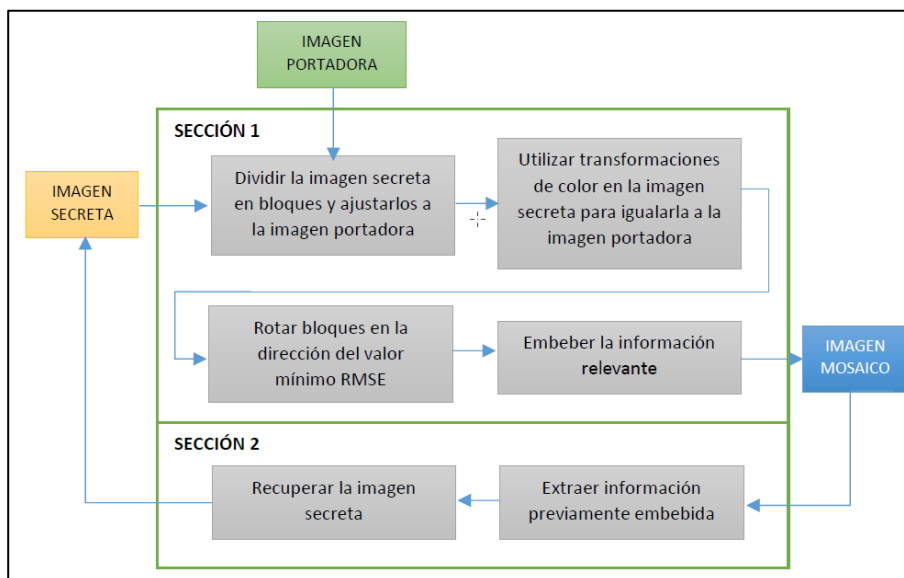 IMAGEN
PORTADORA
SECCIÓN 1
IMAGEN
SECRETA
Dividir la imagen secreta
en bloques y ajustarlos a
la imagen portadora
Utilizar transformaciones
de color en la imagen
secreta para igualarla a la
imagen portadora
Rotar bloques en la
dirección del valor
mínimo RMSE
Embeber la información
relevante
IMAGEN
MOSAICO
SECCIÓN 2
Recuperar la imagen
secreta
Extraer información
previamente embebida